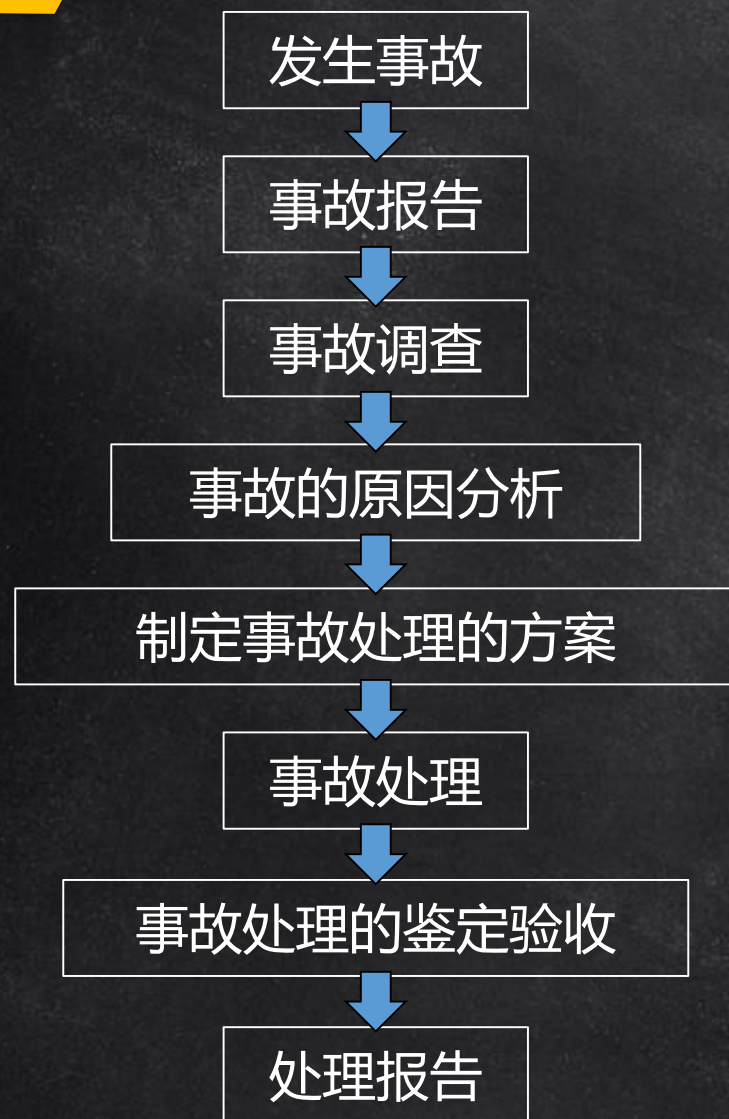 发生事故
事故报告
事故调查
事故的原因分析
制定事故处理的方案
事故处理
事故处理的鉴定验收
处理报告